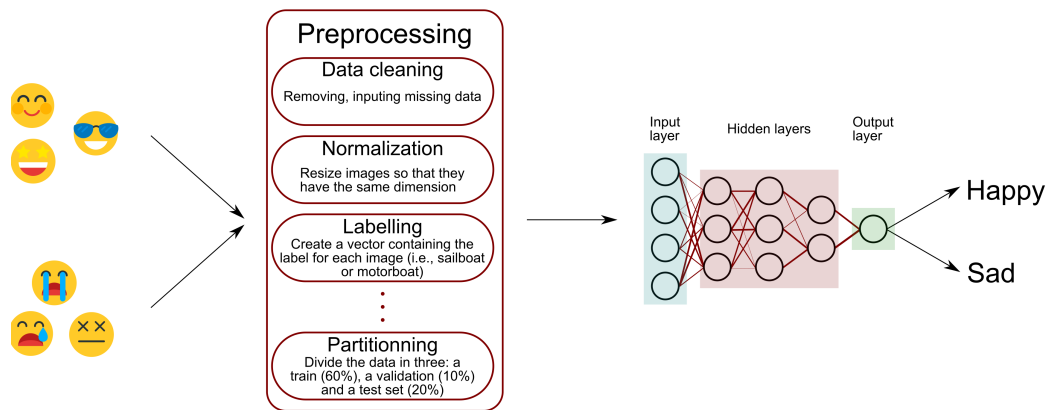 Preprocessing
Data cleaning
Removing, inputing missing data
Normalization
Resize images so that they
have the same dimension
Labelling
Create a vector containing the
label for each image (i.e., sailboat
or motorboat)
Partitionning
Divide the data in three: a
train (60%), a validation (10%)
and a test set (20%)
Input
layer
Hidden layers
Output
layer
Happy
Sad